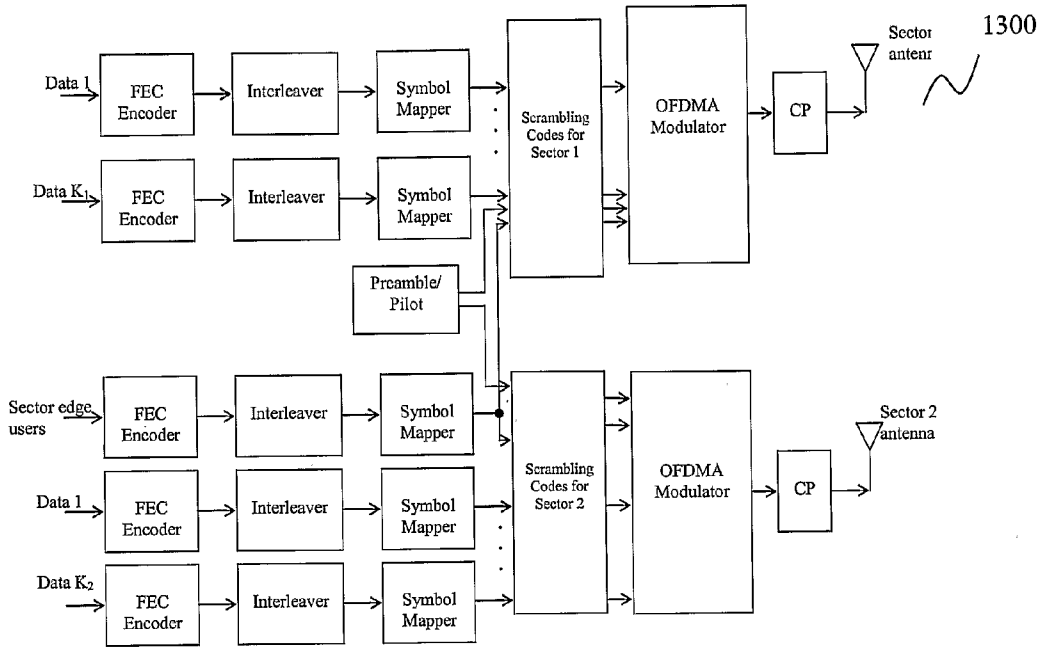 1300
Sector
antenr
Data 1
FEC
Encoder
Interleaver
Symbol
Mapper
Scrambling
Codes for
Sector 1
OFDMA
Modulator
CP
Data K1
FEC
Encoder
Interleaver
Symbol
Mapper
Preamble/
Pilot
Sector edge
users
FEC
Encoder
Interleaver
Symbol
Mapper
Scrambling
Codes for
Sector 2
OFDMA
Modulator
CP
Sector 2
antenna
Data 1
FEC
Encoder
Interleaver
Symbol
Mapper
Data K2
FEC
Encoder
Interleaver
Symbol
Mapper